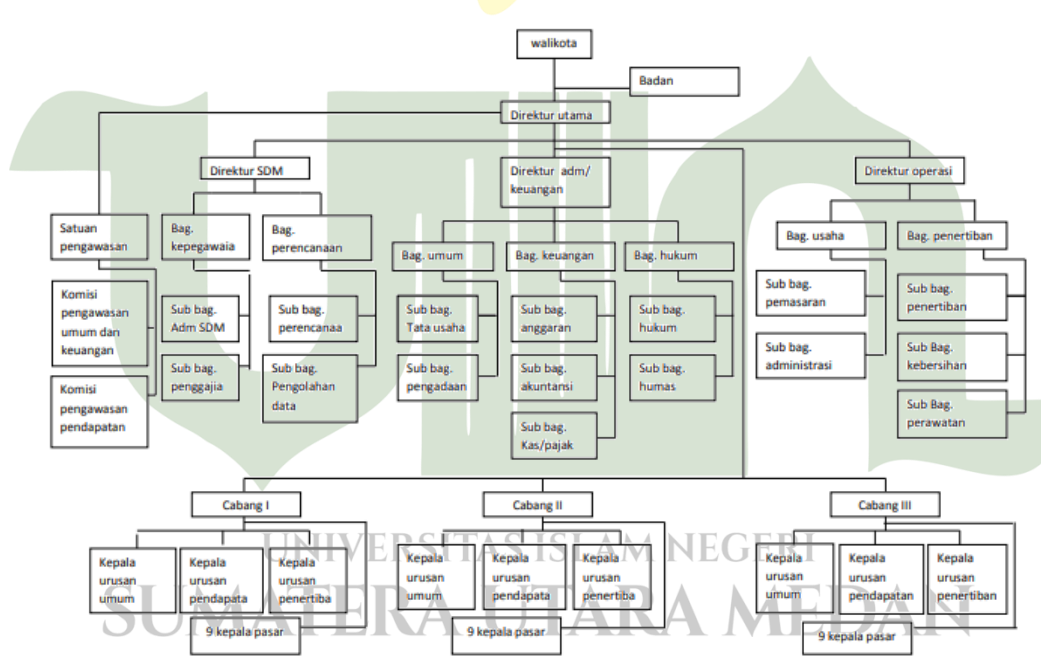 walikota
Badan
Direktur utama
Direktur SDM
Direktur adm/
keuangan
Direktur operasi
Satuan
pengawasan
Bag.
kepegawaia
Bag.
perencanaan
Bag. umum
Bag. keuangan
Bag. hukum
Bag. usaha
Bag. penertiban
Komisi
pengawasan
umum dan
keuangan
Komisi
pengawasan
pendapatan
Sub bag.
Adm SDM
Sub bag.
penggajia
Sub bag.
perencanaa
Sub bag.
Pengolahan
data
Sub bag.
Tata usaha
Sub bag.
pengadaan
Sub bag.
anggaran
Sub bag.
akuntansi
Sub bag.
Kas/pajak
Sub bag.
hukum
Sub bag.
humas
Sub bag.
pemasaran
Sub bag.
administrasi
Sub bag.
penertiban
Sub Bag.
kebersihan
Sub Bag.
perawatan
Cabang I
Cabang II
Cabang III
Kepala
urusan
umum
Kepala
urusan
pendapata
Kepala
urusan
penertiba
9 kepala pasar
Kepala
urusan
umum
Kepala
urusan
pendapata
Kepala
urusan
penertiba
9 kepala pasar
Kepala
urusan
umum
Kepala
urusan
pendapatan
Kepala
urusan
penertiban
9 kepala pasar
UNIVERSITAS ISLAM NEGERI
SUMATERA UTARA MEDAN